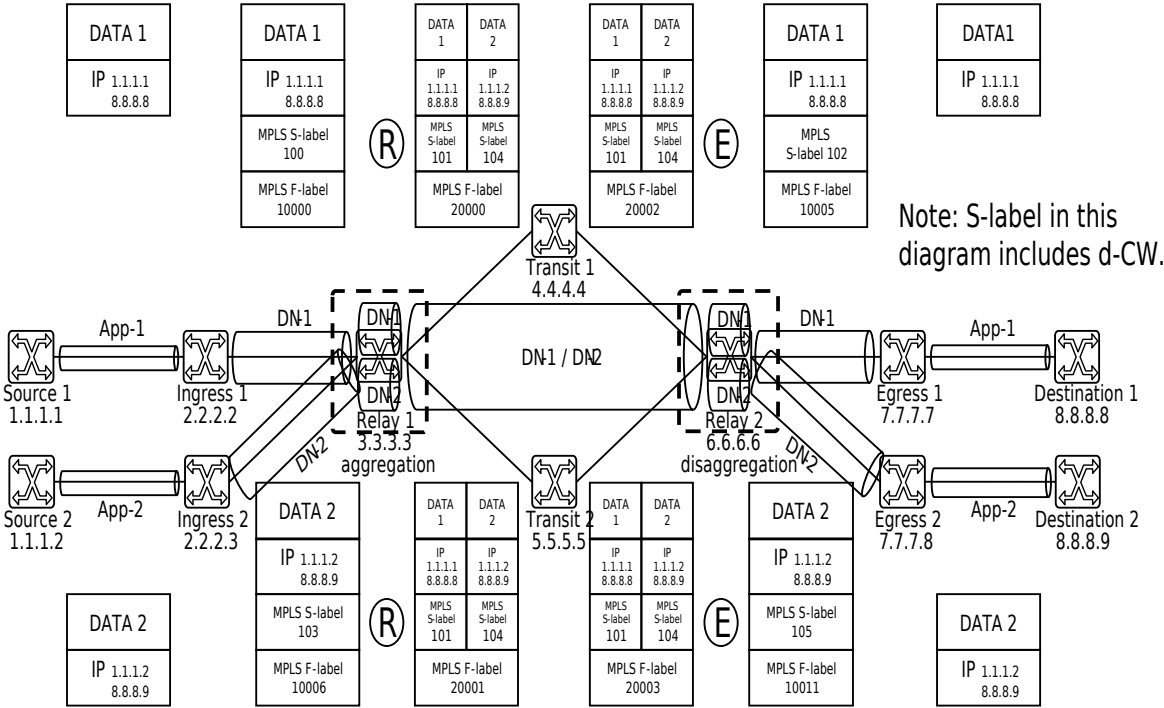 DATA 1
IP 1.1.1.1
8.8.8.8
DATA 1
IP 1.1.1.1
8.8.8.8
MPLS S-label
100
MPLS F-label
10000
R
DATA
1
DATA
2
IP
1.1.1.1
8.8.8.8
IP
1.1.1.2
8.8.8.9
MPLS
S-label
101
MPLS
S-label
104
MPLS F-label
20000
DATA
1
DATA
2
IP
1.1.1.1
8.8.8.8
IP
1.1.1.2
8.8.8.9
MPLS
S-label
101
MPLS
S-label
104
MPLS F-label
20002
E
DATA 1
IP 1.1.1.1
8.8.8.8
MPLS
S-label 102
MPLS F-label
10005
DATA1
IP 1.1.1.1
8.8.8.8
Note: S-label in this
diagram includes d-CW.
Transit 1
4.4.4.4
App-1
DN-1
DN-1
DN-1 / DN-2
DN-1
DN-1
App-1
Source 1
1.1.1.1
Ingress 1
2.2.2.2
DN-2
Relay 1
3.3.3.3
aggregation
DN-2
Relay 2
6.6.6.6
disaggregation
Egress 1
7.7.7.7
Destination 1
8.8.8.8
DN-2
DN-2
App-2
App-2
Source 2
1.1.1.2
Ingress 2
2.2.2.3
Transit 2
5.5.5.5
Egress 2
7.7.7.8
Destination 2
8.8.8.9
DATA 2
IP 1.1.1.2
8.8.8.9
DATA 2
IP 1.1.1.2
8.8.8.9
MPLS S-label
103
MPLS F-label
10006
R
DATA
1
DATA
2
IP
1.1.1.1
8.8.8.8
IP
1.1.1.2
8.8.8.9
MPLS
S-label
101
MPLS
S-label
104
MPLS F-label
20001
DATA
1
DATA
2
IP
1.1.1.1
8.8.8.8
IP
1.1.1.2
8.8.8.9
MPLS
S-label
101
MPLS
S-label
104
MPLS F-label
20003
E
DATA 2
IP 1.1.1.2
8.8.8.9
MPLS S-label
105
MPLS F-label
10011
DATA 2
IP 1.1.1.2
8.8.8.9